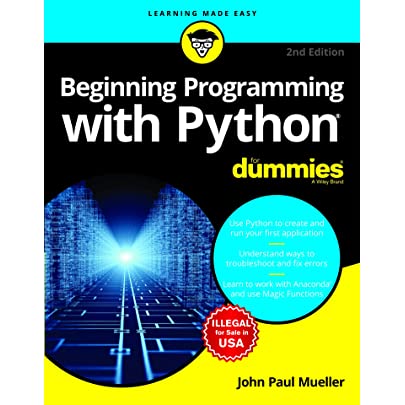 LEARNING MADE EASY
2nd Edition
Beginning Programming
with Python®
for
dummies®
A Wiley Brand
Use Python to create and
run your first application
Understand ways to
troubleshoot and fix errors
Learn to work with Anaconda
and use Magic Functions
ILLEGAL
for Sale in
USA
John Paul Mueller